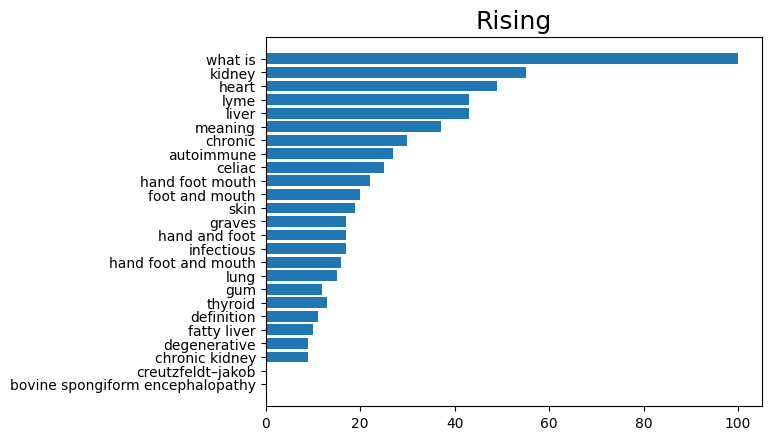 Rising
what is
kidney
heart
lyme
liver
meaning
chronic
autoimmune
celiac
hand foot mouth
foot and mouth
skin
graves
hand and foot
infectious
hand foot and mouth
lung
gum
thyroid
definition
fatty liver
degenerative
chronic kidney
creutzfeldt–jakob
bovine spongiform encephalopathy
0 20 40 60 80 100